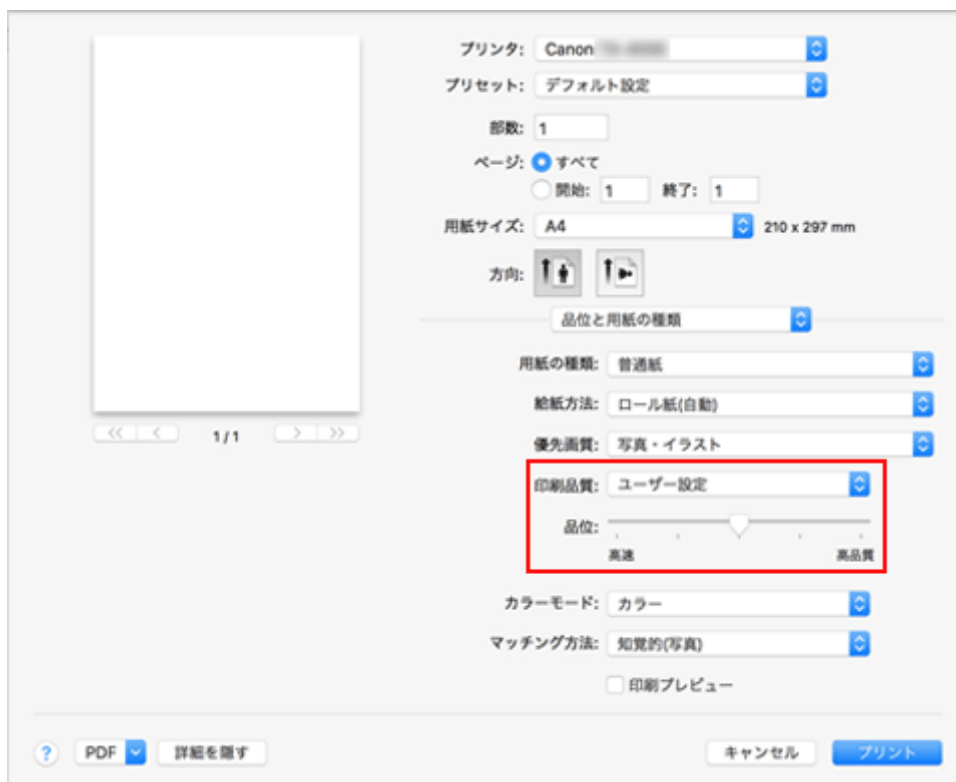 プリンタ: Canon
プリセット: デフォルト設定
部数: 1
ページ: すべて
開始: 1 終了: 1
用紙サイズ: A4 210 x 297 mm
方向:
品位と用紙の種類
用紙の種類: 普通紙
給紙方法: ロール紙(自動)
優先画質: 写真・イラスト
印刷品質: ユーザー設定
品位:
高速 高品質
カラーモード: カラー
マッチング方法: 知覚的(写真)
印刷プレビュー
<< < 1 / 1 > >>
? PDF 詳細を隠す キャンセル プリント